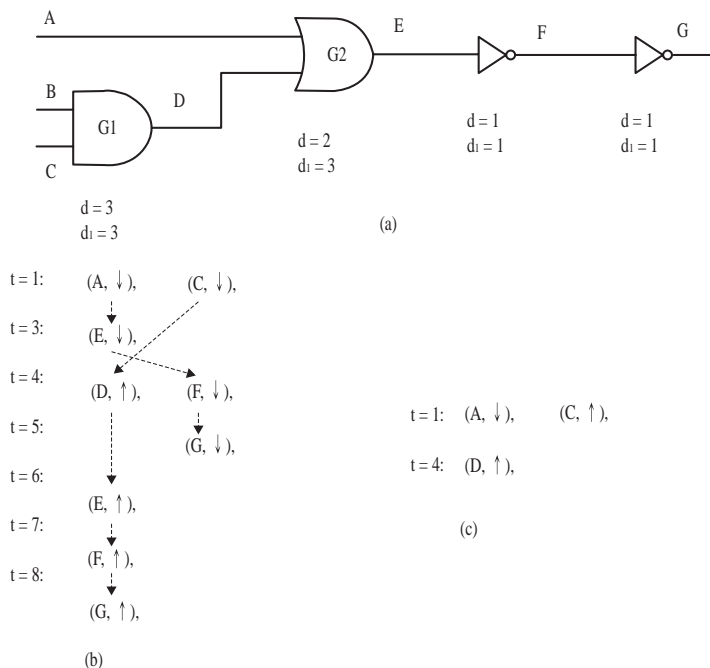 A
E
F
G
G2
B
D
G1
C
d = 2
d1 = 3
d = 1
d1 = 1
d = 1
d1 = 1
d = 3
d1 = 3
(a)
t = 1: (A, ↓), (C, ↓),
t = 3: (E, ↓),
t = 4: (D, ↑), (F, ↓),
t = 5: (G, ↓),
t = 6: (E, ↑),
t = 7: (F, ↑),
t = 8: (G, ↑),
(b)
t = 1: (A, ↓), (C, ↑),
t = 4: (D, ↑),
(c)